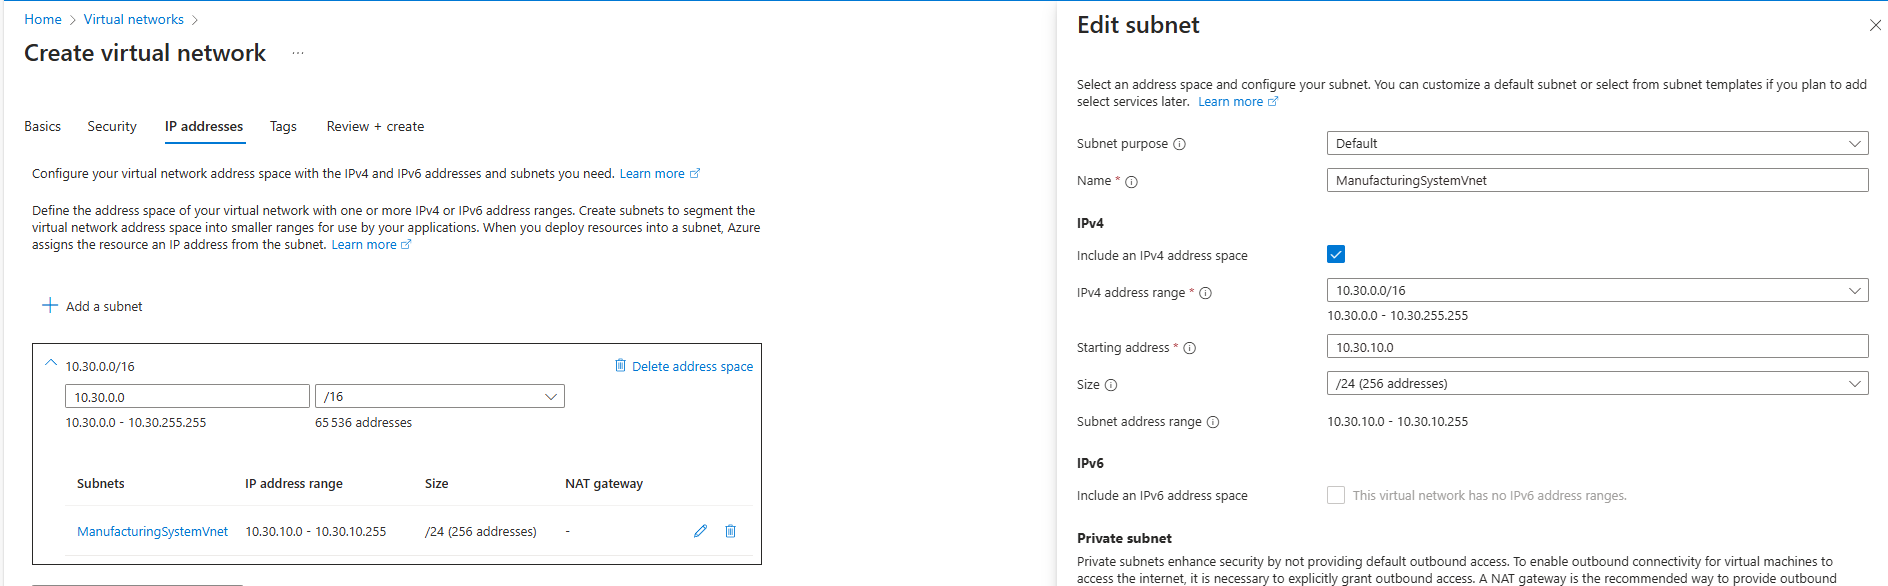 Home > Virtual networks >
Create virtual network ...
Basics Security IP addresses Tags Review + create
Configure your virtual network address space with the IPv4 and IPv6 addresses and subnets you need. Learn more
Define the address space of your virtual network with one or more IPv4 or IPv6 address ranges. Create subnets to segment the
virtual network address space into smaller ranges for use by your applications. When you deploy resources into a subnet, Azure
assigns the resource an IP address from the subnet. Learn more
+ Add a subnet
10.30.0.0/16 Delete address space
10.30.0.0 /16
10.30.0.0 - 10.30.255.255 65 536 addresses
Subnets IP address range Size NAT gateway
ManufacturingSystemVnet 10.30.10.0 - 10.30.10.255 /24 (256 addresses) -
Edit subnet
Select an address space and configure your subnet. You can customize a default subnet or select from subnet templates if you plan to add
select services later. Learn more
Subnet purpose Default
Name * ManufacturingSystemVnet
IPv4
Include an IPv4 address space
IPv4 address range * 10.30.0.0/16
10.30.0.0 - 10.30.255.255
Starting address * 10.30.10.0
Size /24 (256 addresses)
Subnet address range 10.30.10.0 - 10.30.10.255
IPv6
Include an IPv6 address space This virtual network has no IPv6 address ranges.
Private subnet
Private subnets enhance security by not providing default outbound access. To enable outbound connectivity for virtual machines to
access the internet, it is necessary to explicitly grant outbound access. A NAT gateway is the recommended way to provide outbound